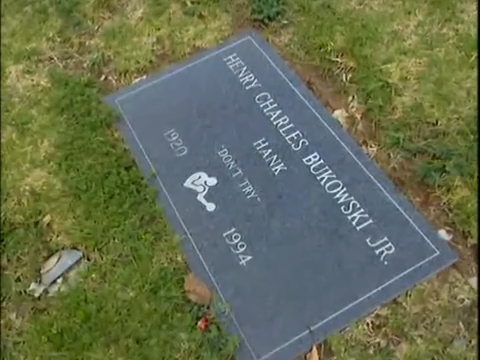 HENRY CHARLES BUKOWSKI JR.
HANK
"DON'T TRY"
1920
1994